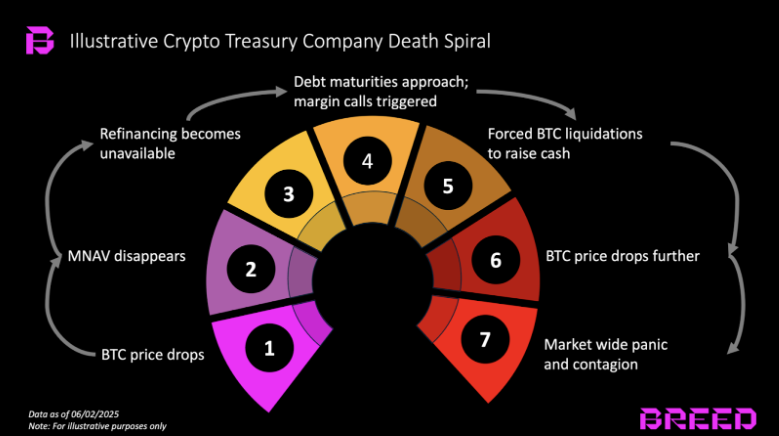 B
Illustrative Crypto Treasury Company Death Spiral
Debt maturities approach;
margin calls triggered
Refinancing becomes
unavailable
Forced BTC liquidations
to raise cash
4
3
5
MNAV disappears
2
6
BTC price drops further
BTC price drops
1
7
Market wide panic
and contagion
Data as of 06/02/2025
Note: For illustrative purposes only
BREED